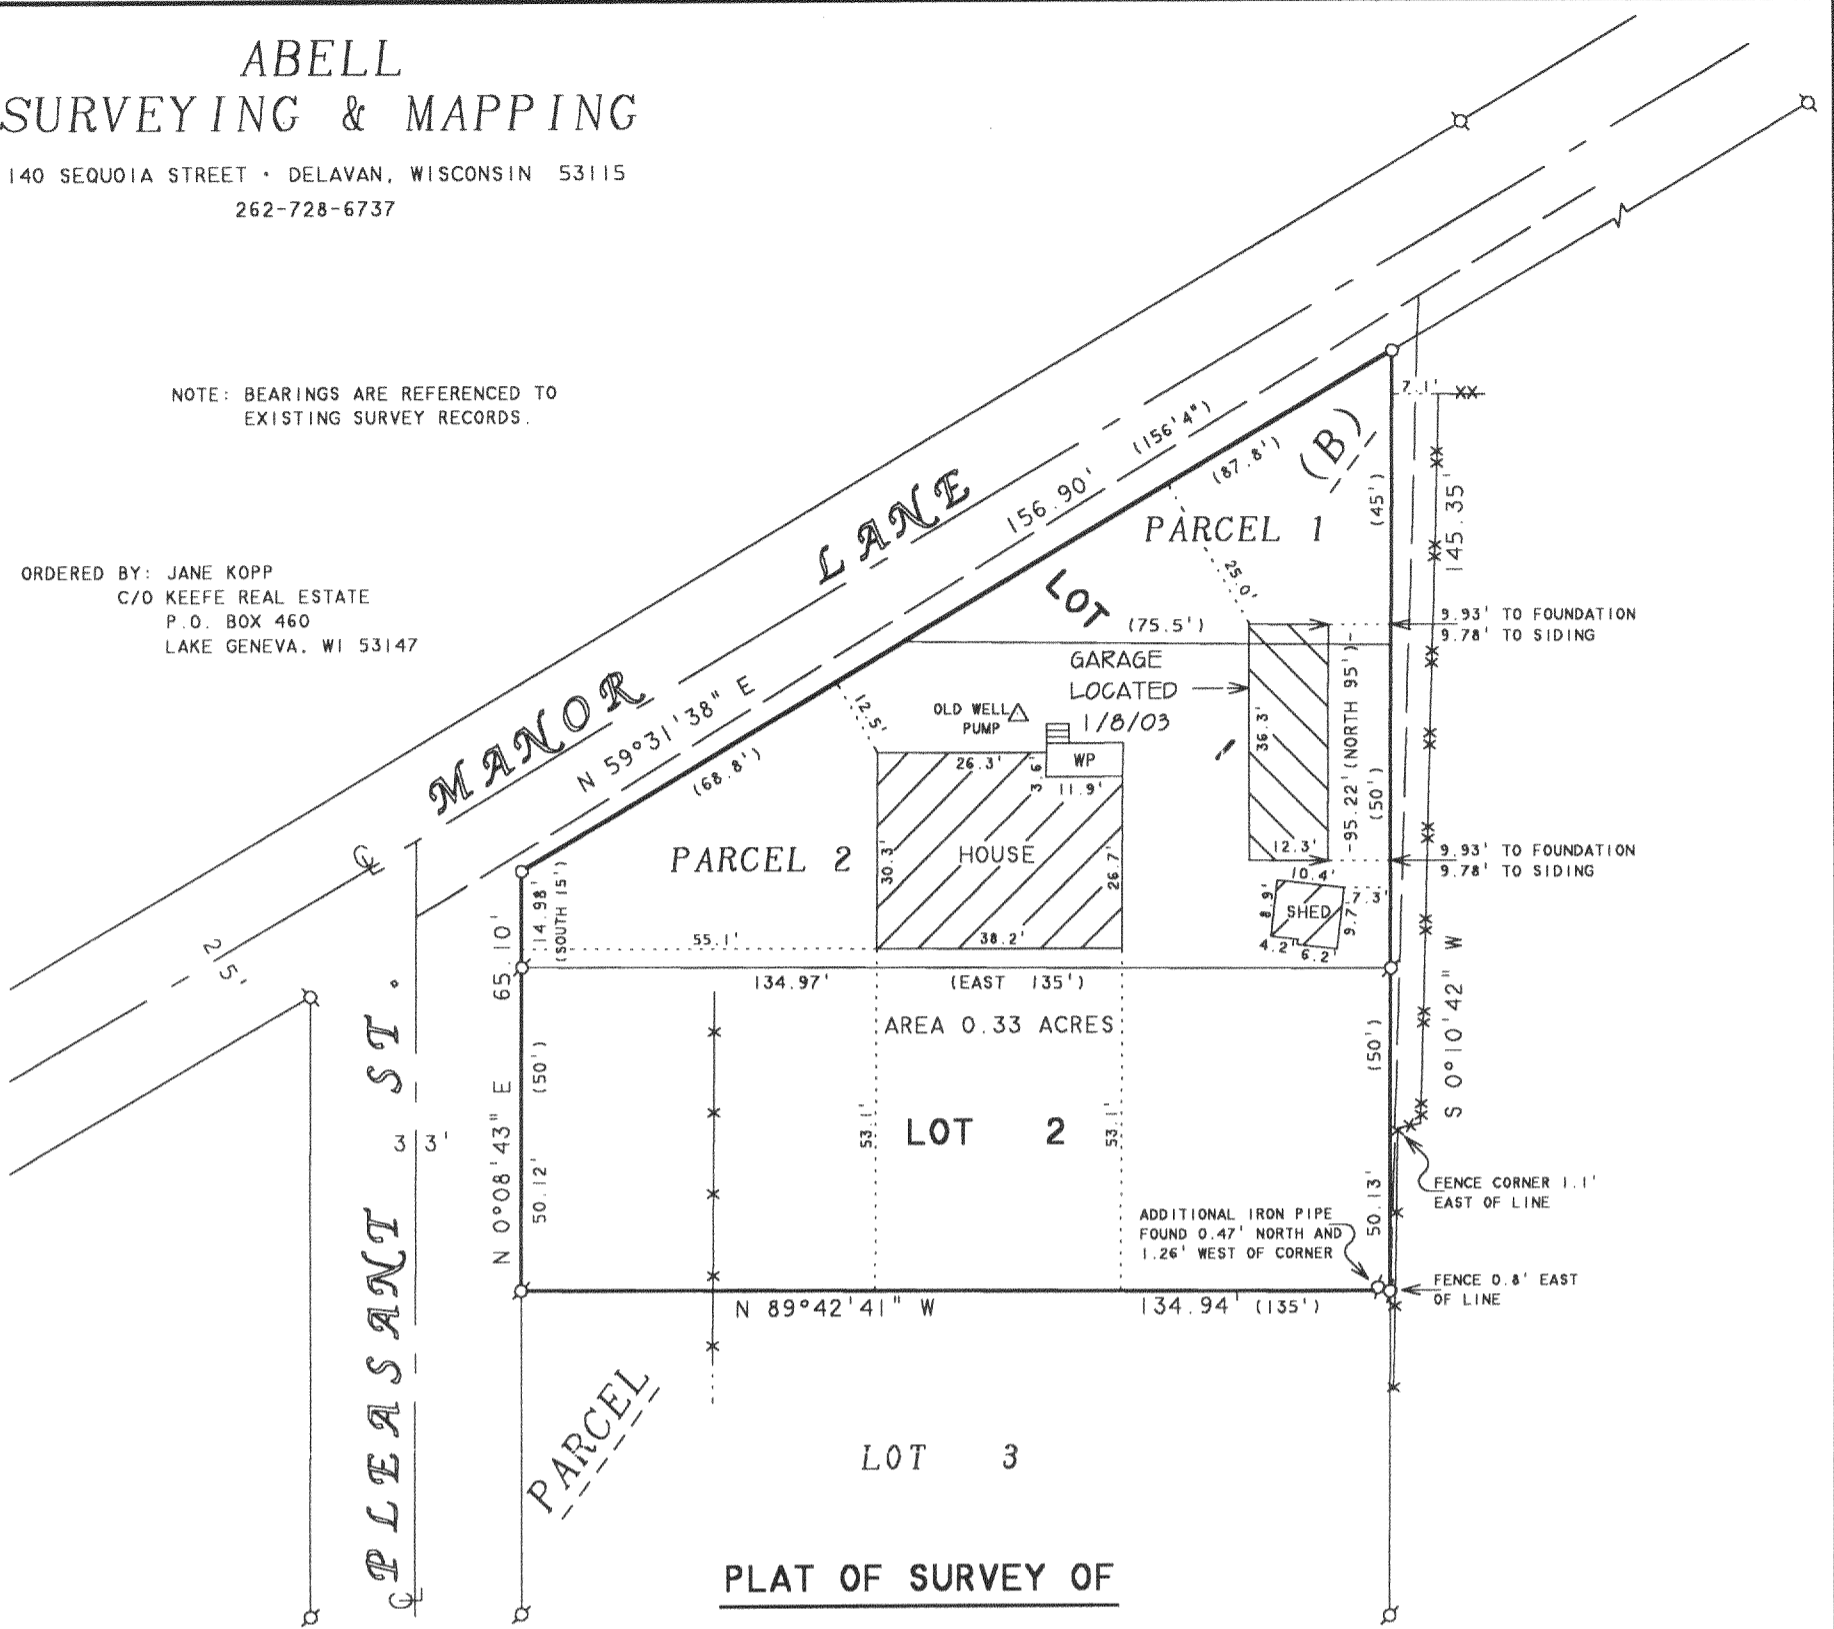 ABELL
SURVEYING & MAPPING
140 SEQUOIA STREET · DELAVAN, WISCONSIN 53115
262-728-6737
NOTE: BEARINGS ARE REFERENCED TO
EXISTING SURVEY RECORDS.
ORDERED BY: JANE KOPP
C/O KEEFE REAL ESTATE
P.O. BOX 460
LAKE GENEVA. WI 53147
MANOR LANE
N 59°31'38" E
156.90'
(156'4")
(87.8')
(68.8')
(B)
7.1'
(45')
145.35'
PARCEL 1
25.0'
LOT
(75.5')
9.93' TO FOUNDATION
9.78' TO SIDING
GARAGE
LOCATED
1/8/03
36.3'
95.22' (NORTH 95')
(50')
12.3'
OLD WELL
PUMP
12.5'
26.3'
3.6'
WP
11.9'
HOUSE
30.3'
26.7'
38.2'
PARCEL 2
9.93' TO FOUNDATION
9.78' TO SIDING
10.4'
8.9'
SHED
7.3'
9.7'
4.2'
6.2'
14.98'
(SOUTH 15')
55.1'
65.10'
134.97'
(EAST 135')
AREA 0.33 ACRES
25'
PLEASANT ST.
33'
N 0°08'43" E
(50')
50.12'
53.1'
LOT 2
53.1'
(50')
50.13'
S 0°10'42" W
FENCE CORNER 1.1'
EAST OF LINE
ADDITIONAL IRON PIPE
FOUND 0.47' NORTH AND
1.26' WEST OF CORNER
FENCE 0.8' EAST
OF LINE
N 89°42'41" W
134.94' (135')
PARCEL
LOT 3
PLAT OF SURVEY OF